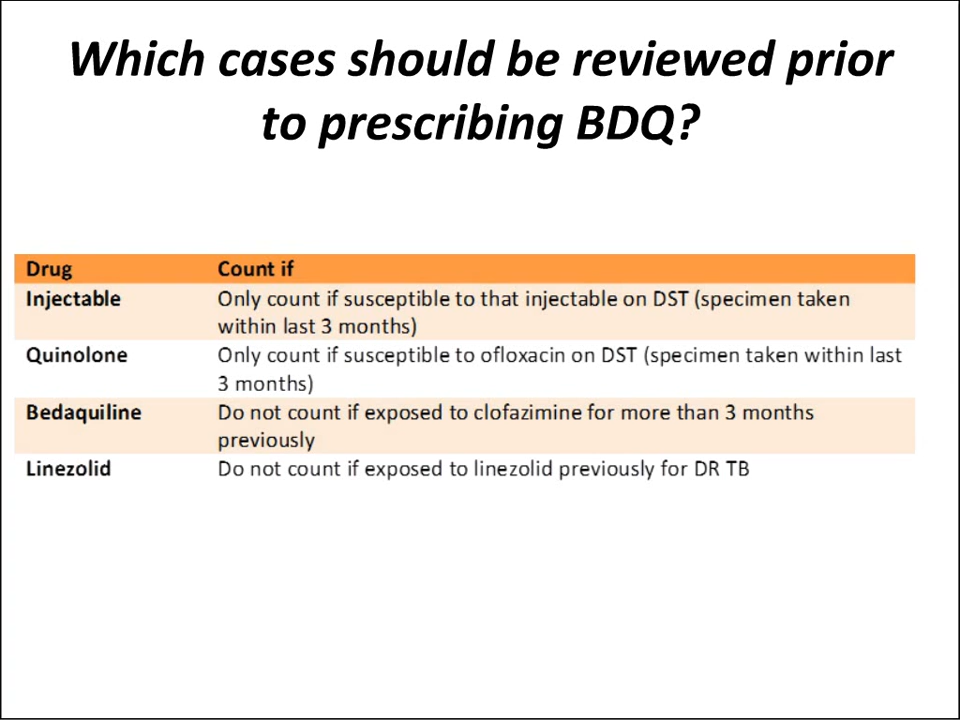 Which cases should be reviewed prior
to prescribing BDQ?
Drug Count if
Injectable Only count if susceptible to that injectable on DST (specimen taken
within last 3 months)
Quinolone Only count if susceptible to ofloxacin on DST (specimen taken within last
3 months)
Bedaquiline Do not count if exposed to clofazimine for more than 3 months
previously
Linezolid Do not count if exposed to linezolid previously for DR TB